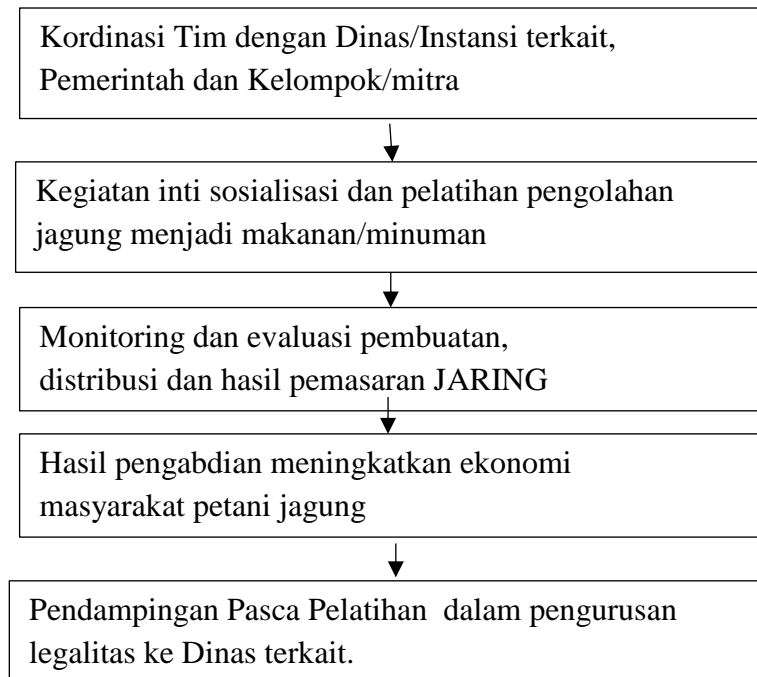 Kordinasi Tim dengan Dinas/Instansi terkait,
Pemerintah dan Kelompok/mitra
Kegiatan inti sosialisasi dan pelatihan pengolahan
jagung menjadi makanan/minuman
Monitoring dan evaluasi pembuatan,
distribusi dan hasil pemasaran JARING
Hasil pengabdian meningkatkan ekonomi
masyarakat petani jagung
Pendampingan Pasca Pelatihan dalam pengurusan
legalitas ke Dinas terkait.